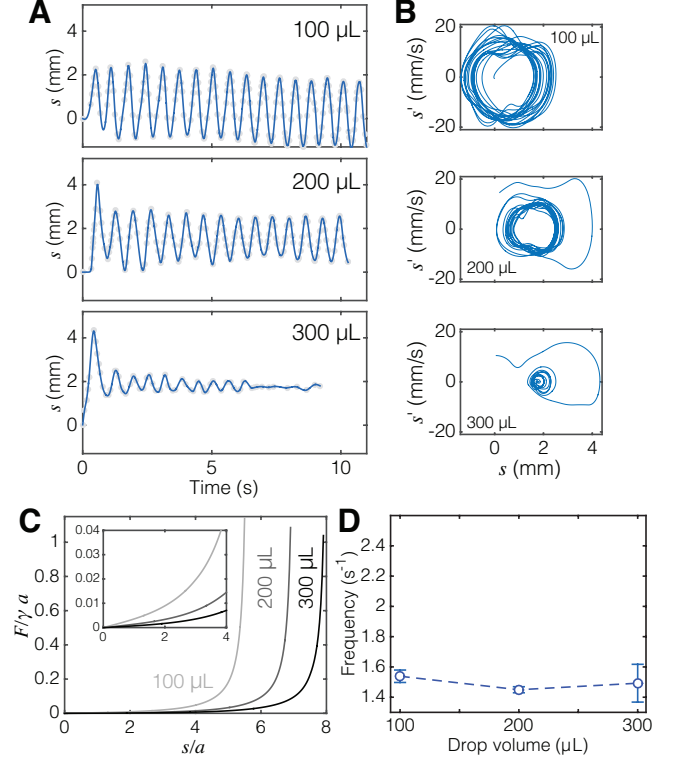 A
100 µL
6
4
2
0
s (mm)
200 µL
4
2
0
s (mm)
300 µL
4
2
0
s (mm)
0
5
10
Time (s)
B
100 µL
20
0
-20
s' (mm/s)
20
0
-20
s' (mm/s)
200 µL
20
0
-20
s' (mm/s)
300 µL
0
2
4
s (mm)
C
1
0.8
0.6
0.4
0.2
0
F/γ a
0.04
0.03
0.02
0.01
0
0
2
4
100 µL
200 µL
300 µL
0
2
4
6
8
s/a
D
2.4
2.2
2
1.8
1.6
1.4
Frequency (s⁻¹)
100
200
300
Drop volume (µL)